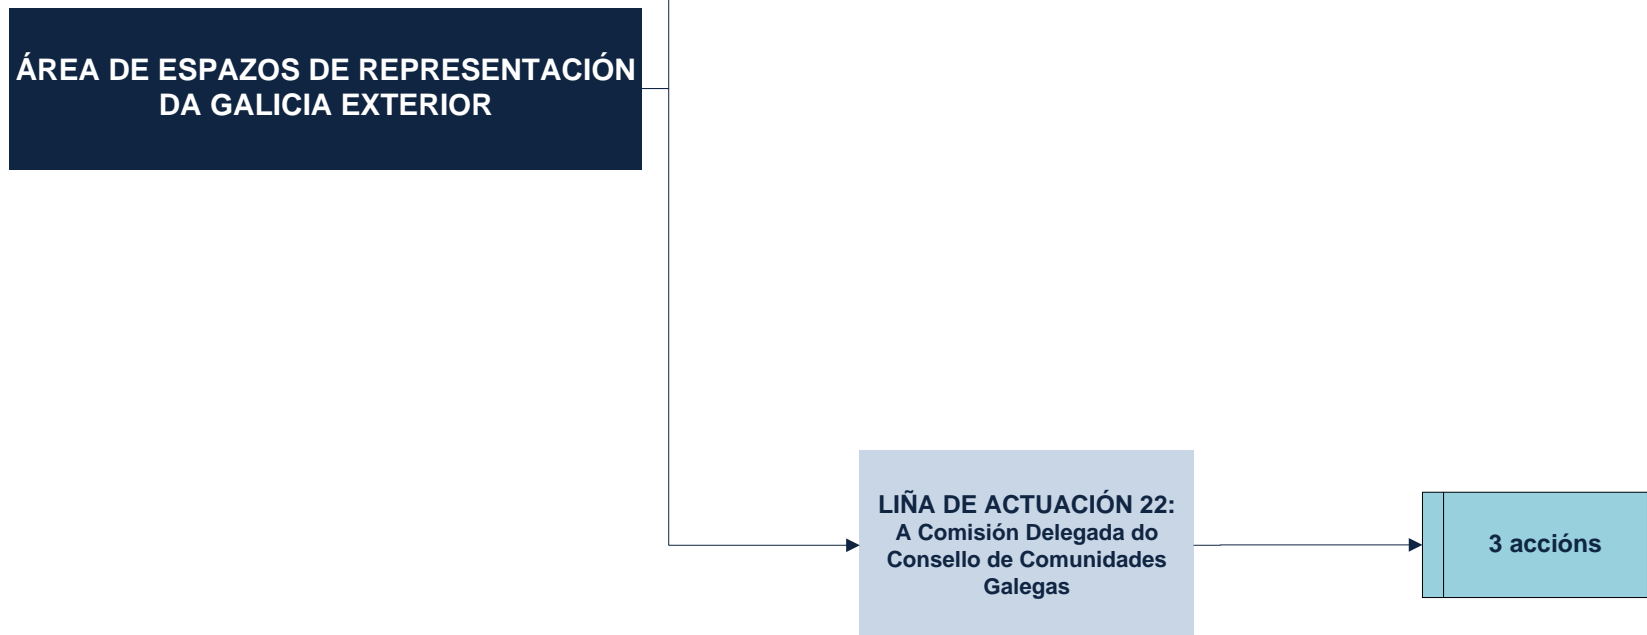 ÁREA DE ESPAZOS DE REPRESENTACIÓN
DA GALICIA EXTERIOR
LIÑA DE ACTUACIÓN 22:
A Comisión Delegada do
Consello de Comunidades
Galegas
3 accións